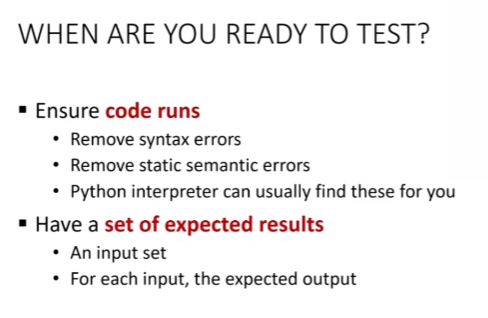 WHEN ARE YOU READY TO TEST?
▪ Ensure code runs
• Remove syntax errors
• Remove static semantic errors
• Python interpreter can usually find these for you
▪ Have a set of expected results
• An input set
• For each input, the expected output